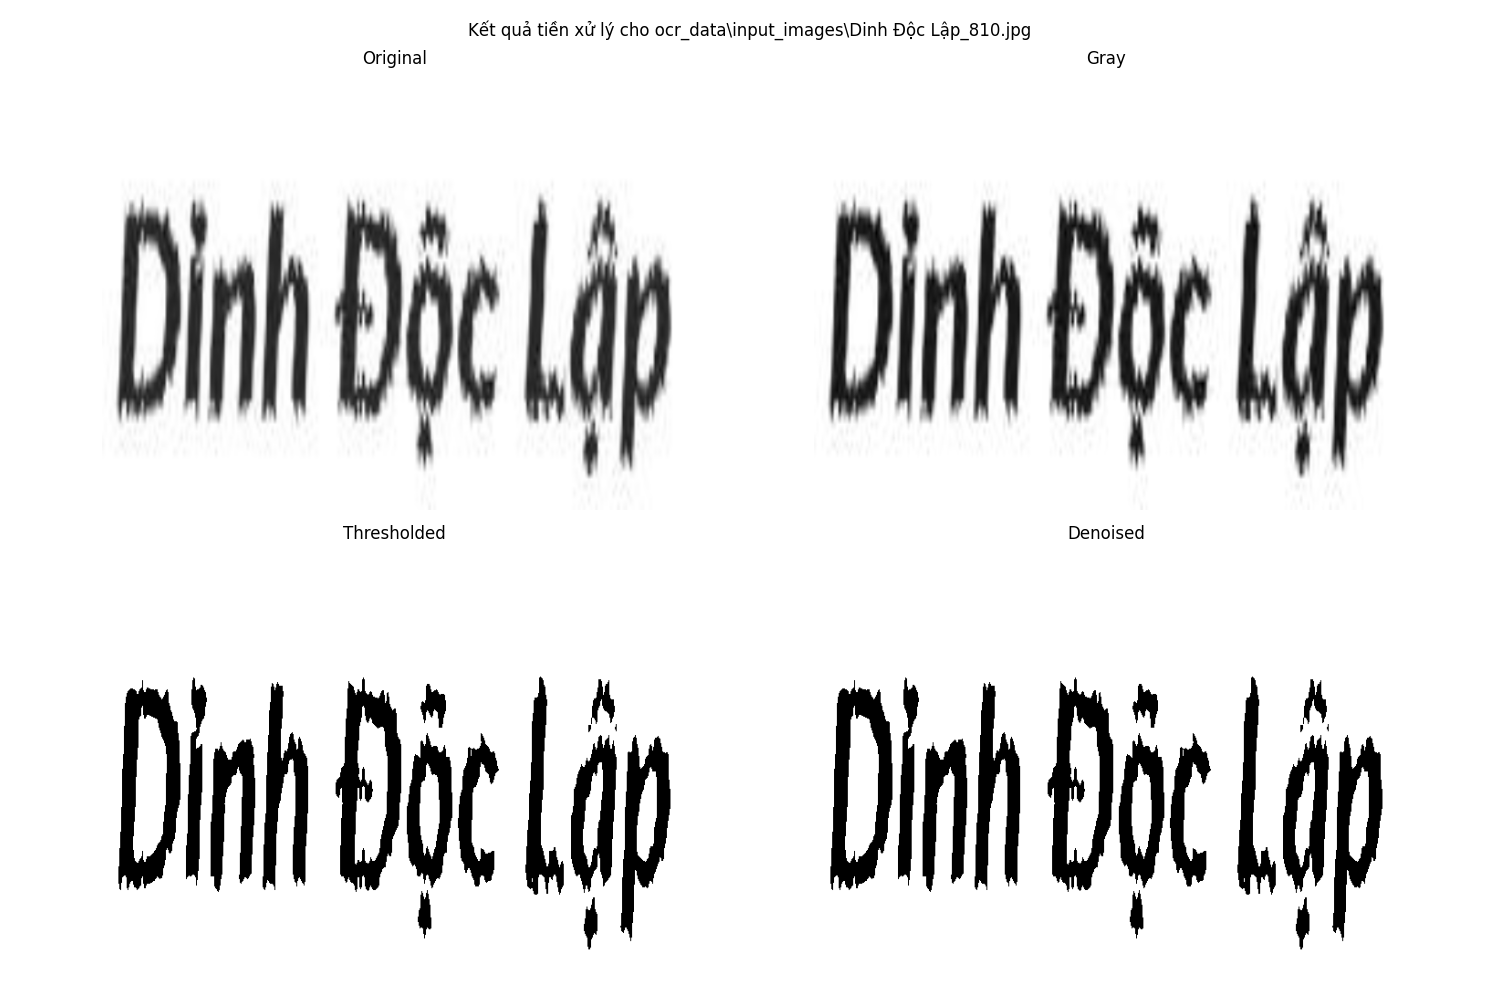 Kết quả tiền xử lý cho ocr_data\input_images\Dinh Độc Lập_810.jpg
Original
Gray
Dinh Độc Lập
Dinh Độc Lập
Thresholded
Denoised
Dinh Độc Lập
Dinh Độc Lập